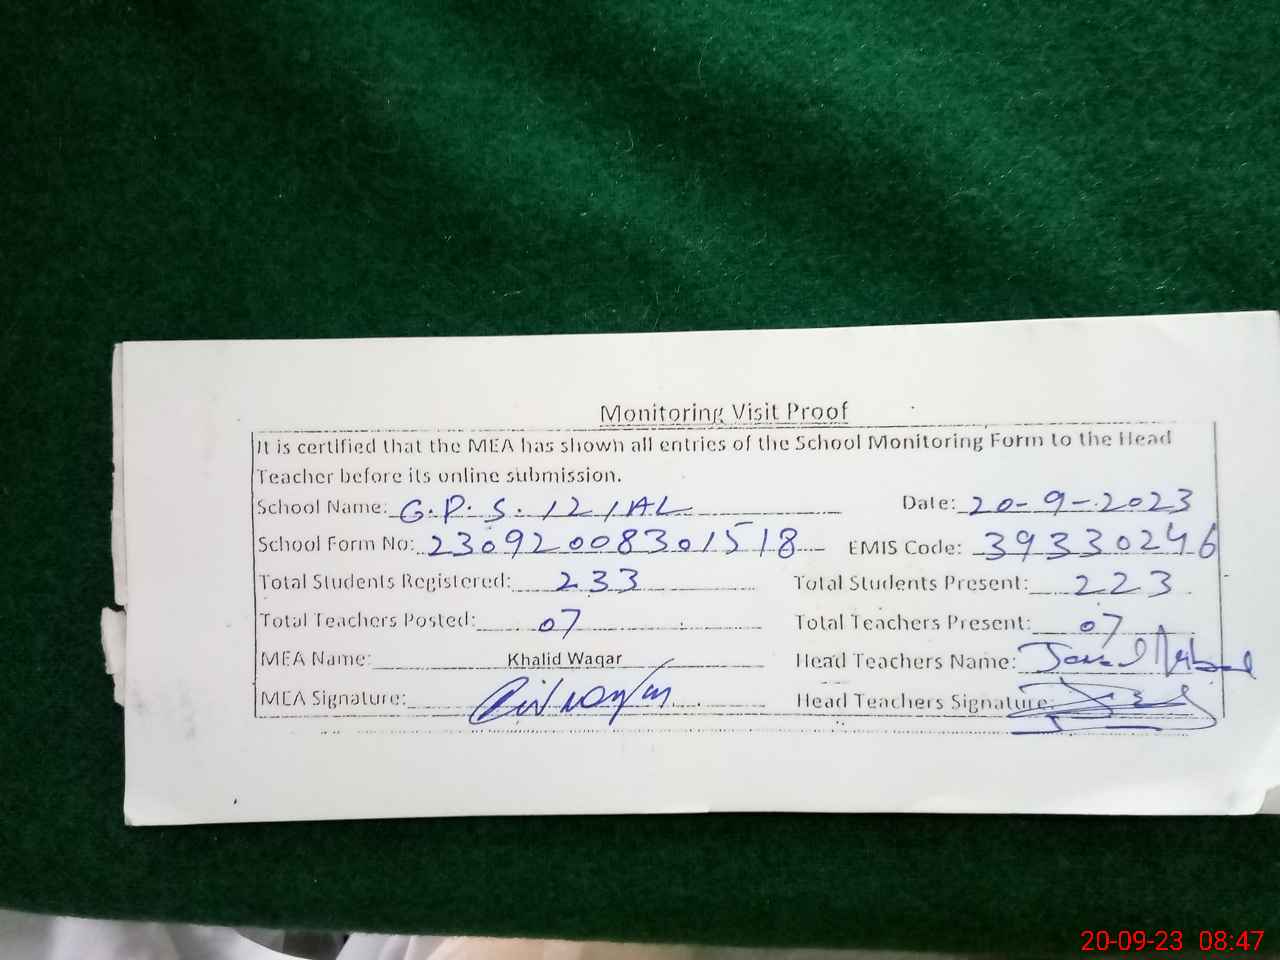 Monitoring Visit Proof
It is certified that the MEA has shown all entries of the School Monitoring Form to the Head
Teacher before its online submission.
School Name: G.P.S. 121AL Date: 20-9-2023
School Form No: 23092008301518 EMIS Code: 39330246
Total Students Registered: 233 Total Students Present: 223
Total Teachers Posted: 07 Total Teachers Present: 07
MEA Name: Khalid Waqar Head Teachers Name:
MEA Signature: Head Teachers Signature:
20-09-23 08:47